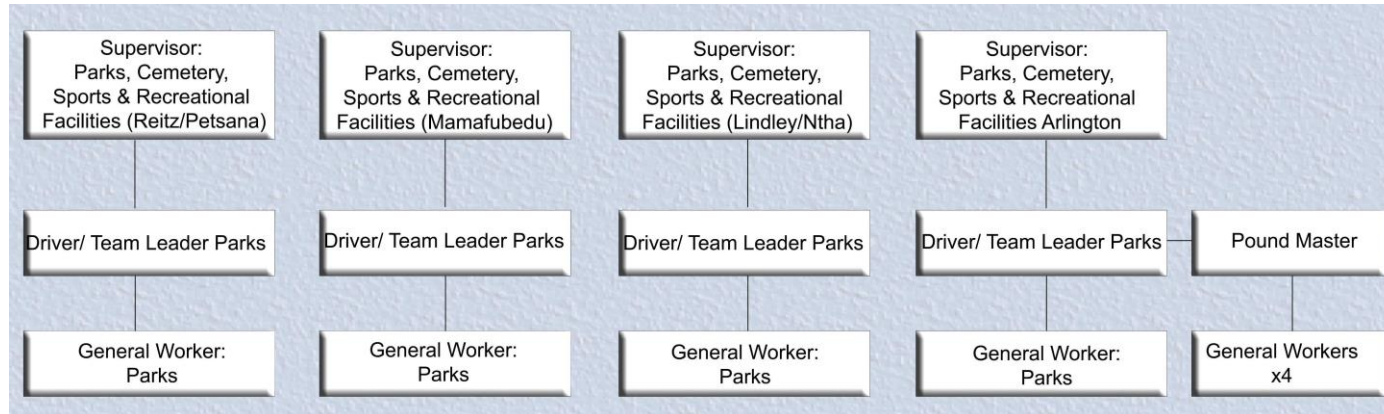 Supervisor:
Parks, Cemetery,
Sports & Recreational
Facilities (Reitz/Petsana)
Supervisor:
Parks, Cemetery,
Sports & Recreational
Facilities (Mamafubedu)
Supervisor:
Parks, Cemetery,
Sports & Recreational
Facilities (Lindley/Ntha)
Supervisor:
Parks, Cemetery,
Sports & Recreational
Facilities Arlington
Driver/ Team Leader Parks
Driver/ Team Leader Parks
Driver/ Team Leader Parks
Driver/ Team Leader Parks
Pound Master
General Worker:
Parks
General Worker:
Parks
General Worker:
Parks
General Worker:
Parks
General Workers
x4